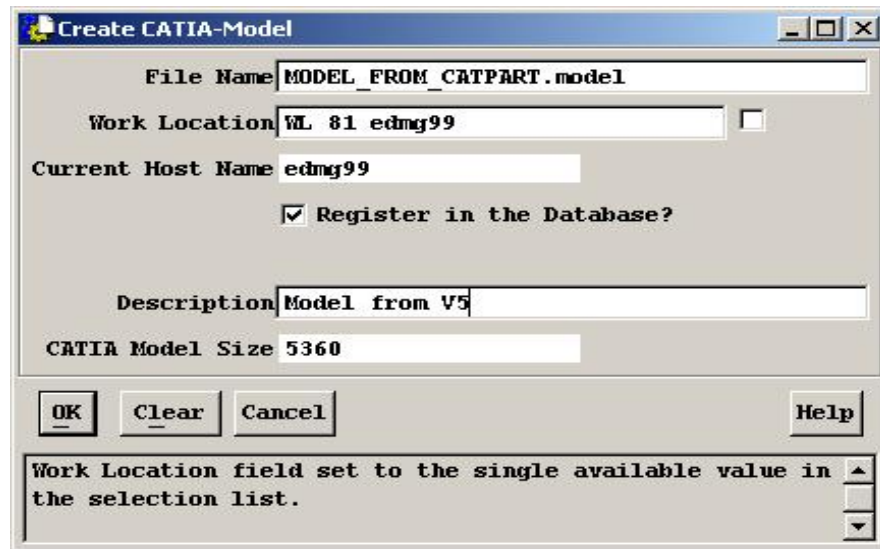 Create CATIA-Model
File Name MODEL_FROM_CATPART.model
Work Location WL 81 edmg99
Current Host Name edmg99
Register in the Database?
Description Model from V5
CATIA Model Size 5360
OK Clear Cancel Help
Work Location field set to the single available value in
the selection list.